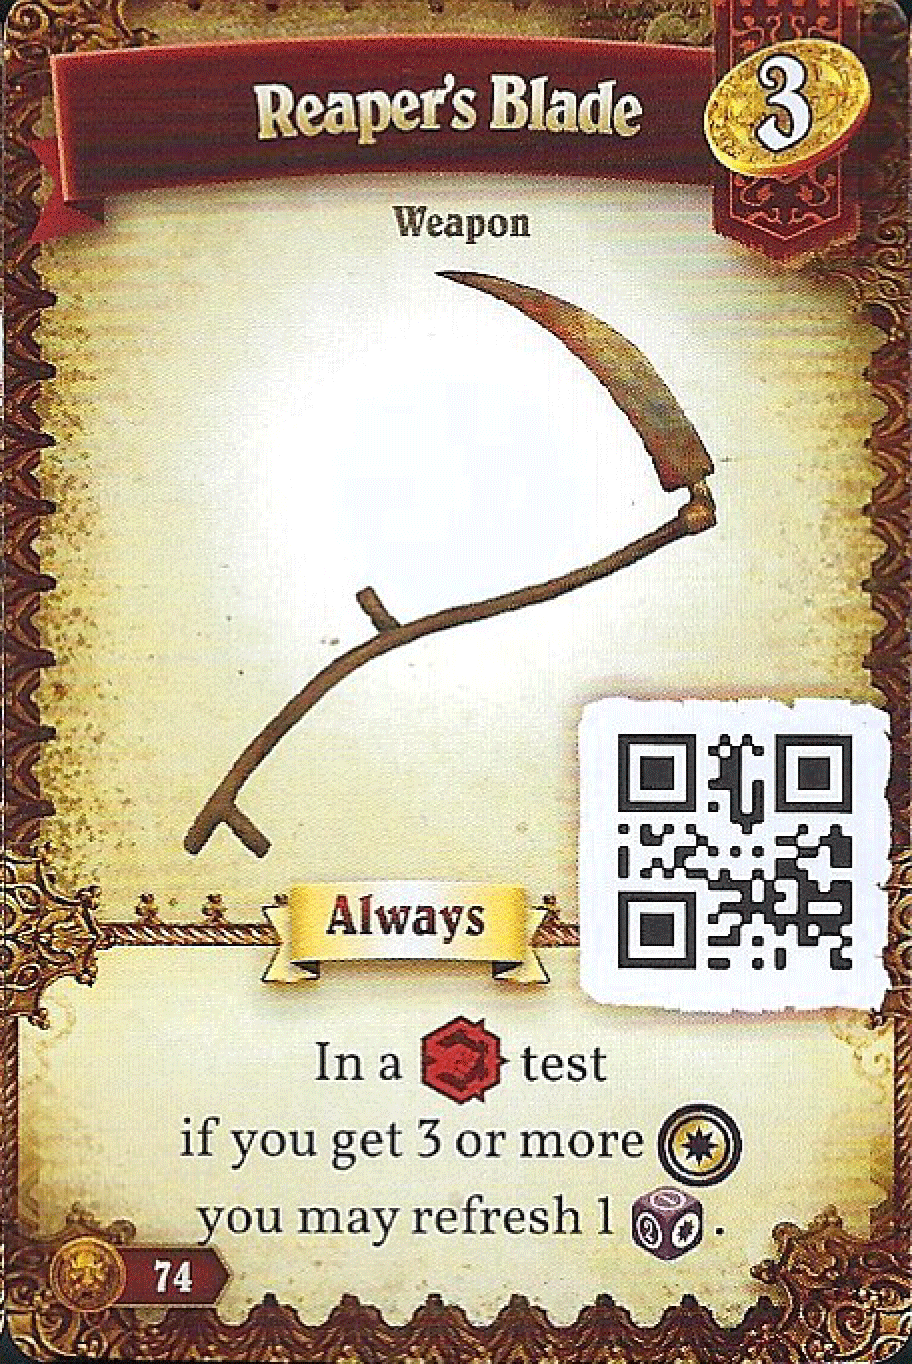 Reaper's Blade
3
Weapon
Always
In a test
if you get 3 or more
you may refresh 1 .
74